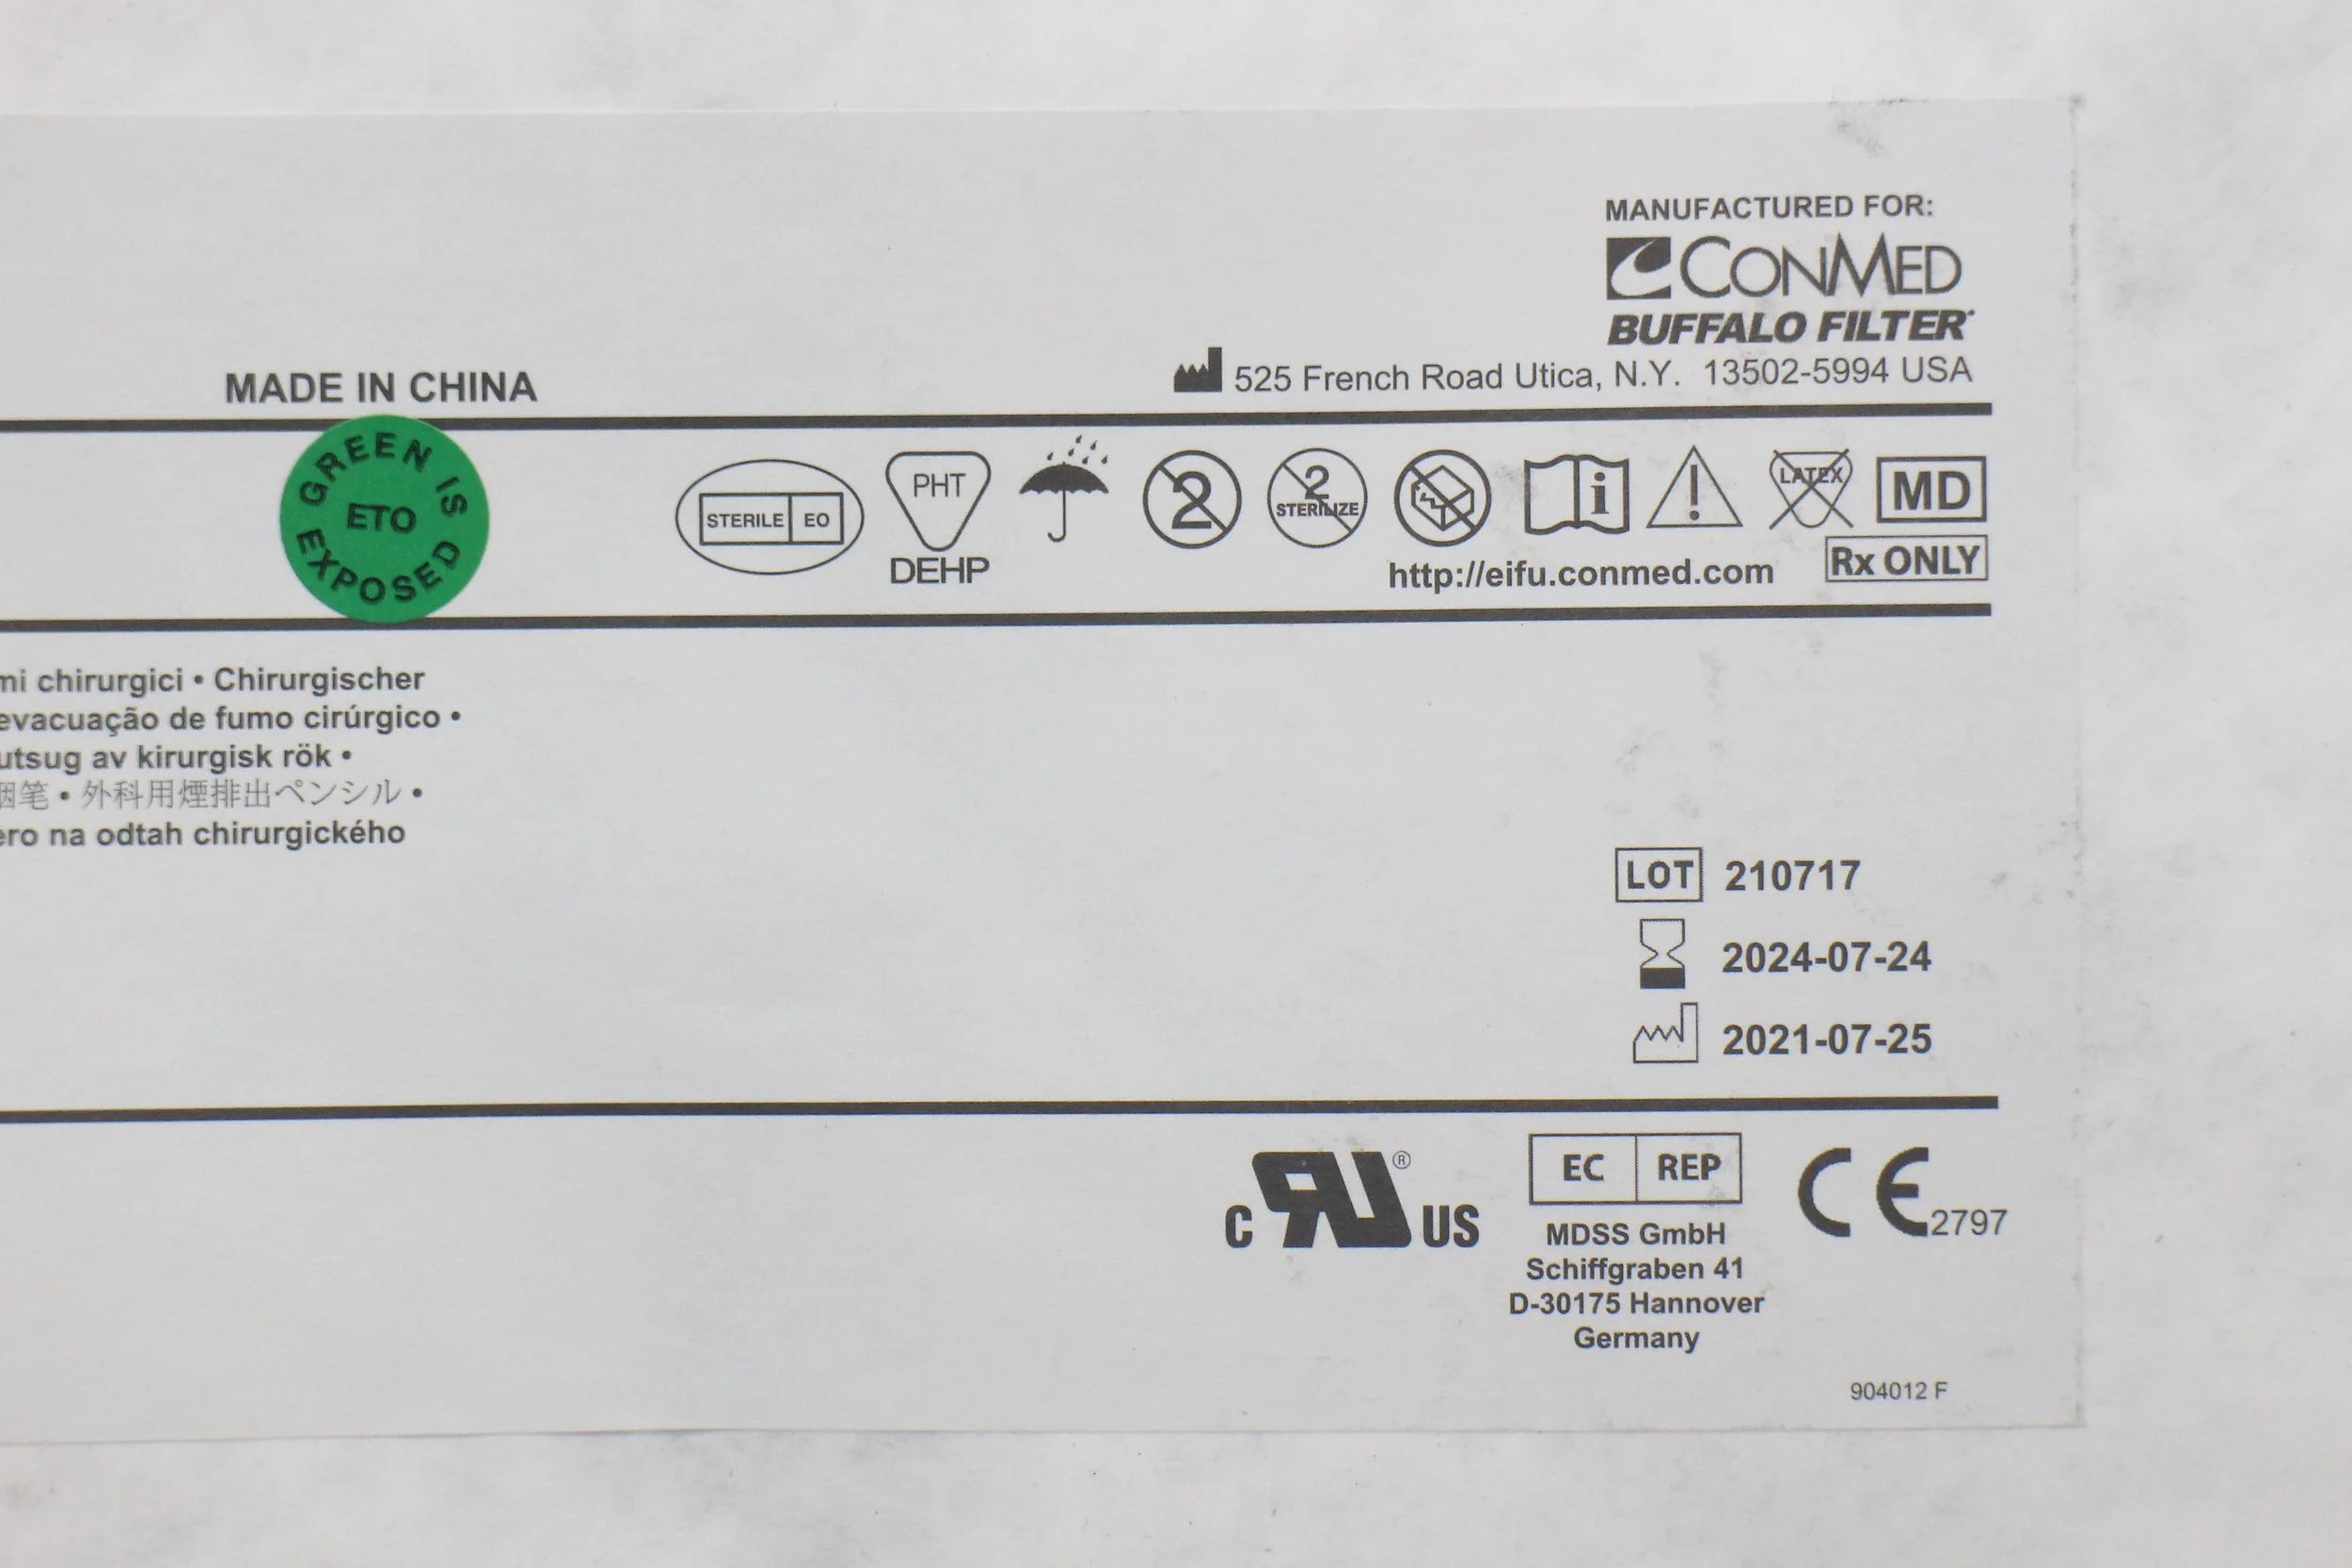 MANUFACTURED FOR:
CONMED
BUFFALO FILTER
525 French Road Utica, N.Y. 13502-5994 USA
MADE IN CHINA
GREEN IS
ETO
EXPOSED
STERILE EO
PHT
DEHP
2
2
STERILIZE
i
!
LATEX
MD
http://eifu.conmed.com
Rx ONLY
mi chirurgici • Chirurgischer
evacuação de fumo cirúrgico •
utsug av kirurgisk rök •
烟笔 • 外科用煙排出ペンシル •
ero na odtah chirurgického
LOT 210717
2024-07-24
2021-07-25
C RU® US
EC REP
MDSS GmbH
Schiffgraben 41
D-30175 Hannover
Germany
CE 2797
904012 F